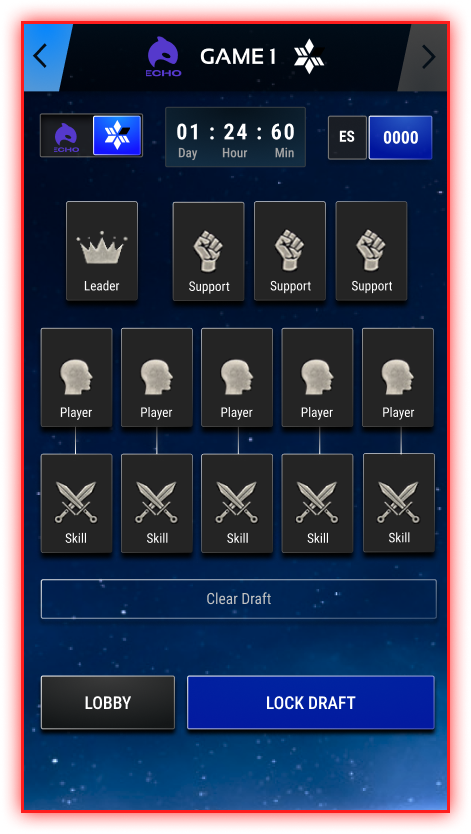 ECHO
GAME 1
ECHO
01 : 24 : 60
Day Hour Min
ES
0000
Leader
Support
Support
Support
Player
Player
Player
Player
Player
Skill
Skill
Skill
Skill
Skill
Clear Draft
LOBBY
LOCK DRAFT